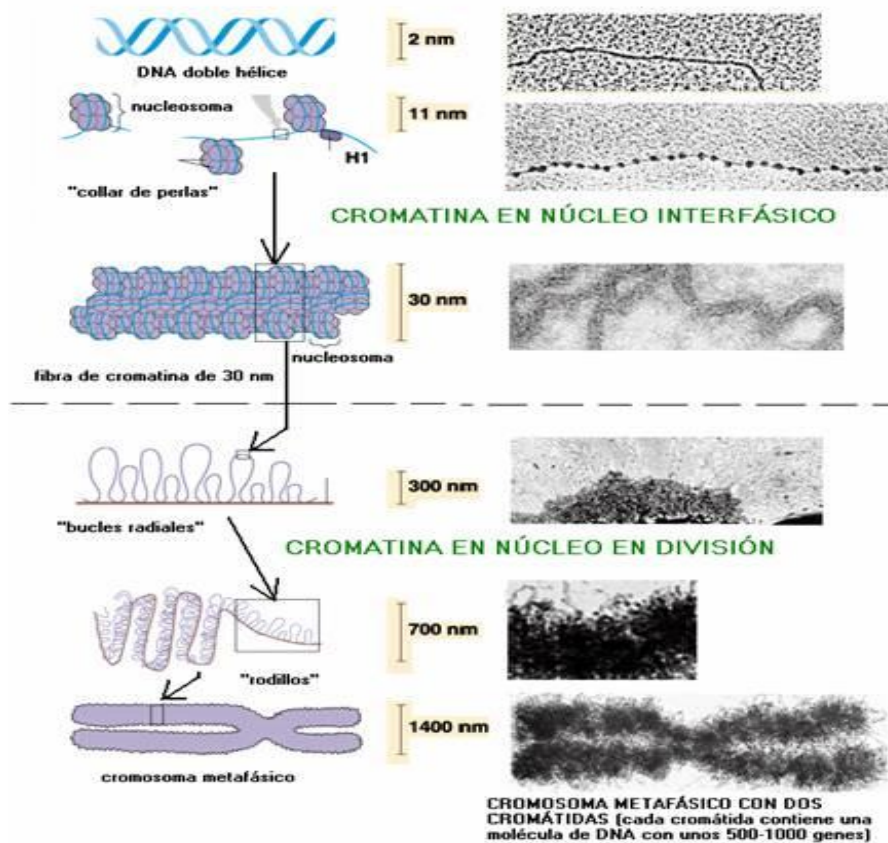 DNA doble hélice
2 nm
nucleosoma
11 nm
H1
"collar de perlas"
CROMATINA EN NÚCLEO INTERFÁSICO
30 nm
nucleosoma
fibra de cromatina de 30 nm
300 nm
"bucles radiales"
CROMATINA EN NÚCLEO EN DIVISIÓN
700 nm
"rodillos"
1400 nm
cromosoma metafásico
CROMOSOMA METAFÁSICO CON DOS
CROMÁTIDAS (cada cromátida contiene una
molécula de DNA con unos 500-1000 genes)